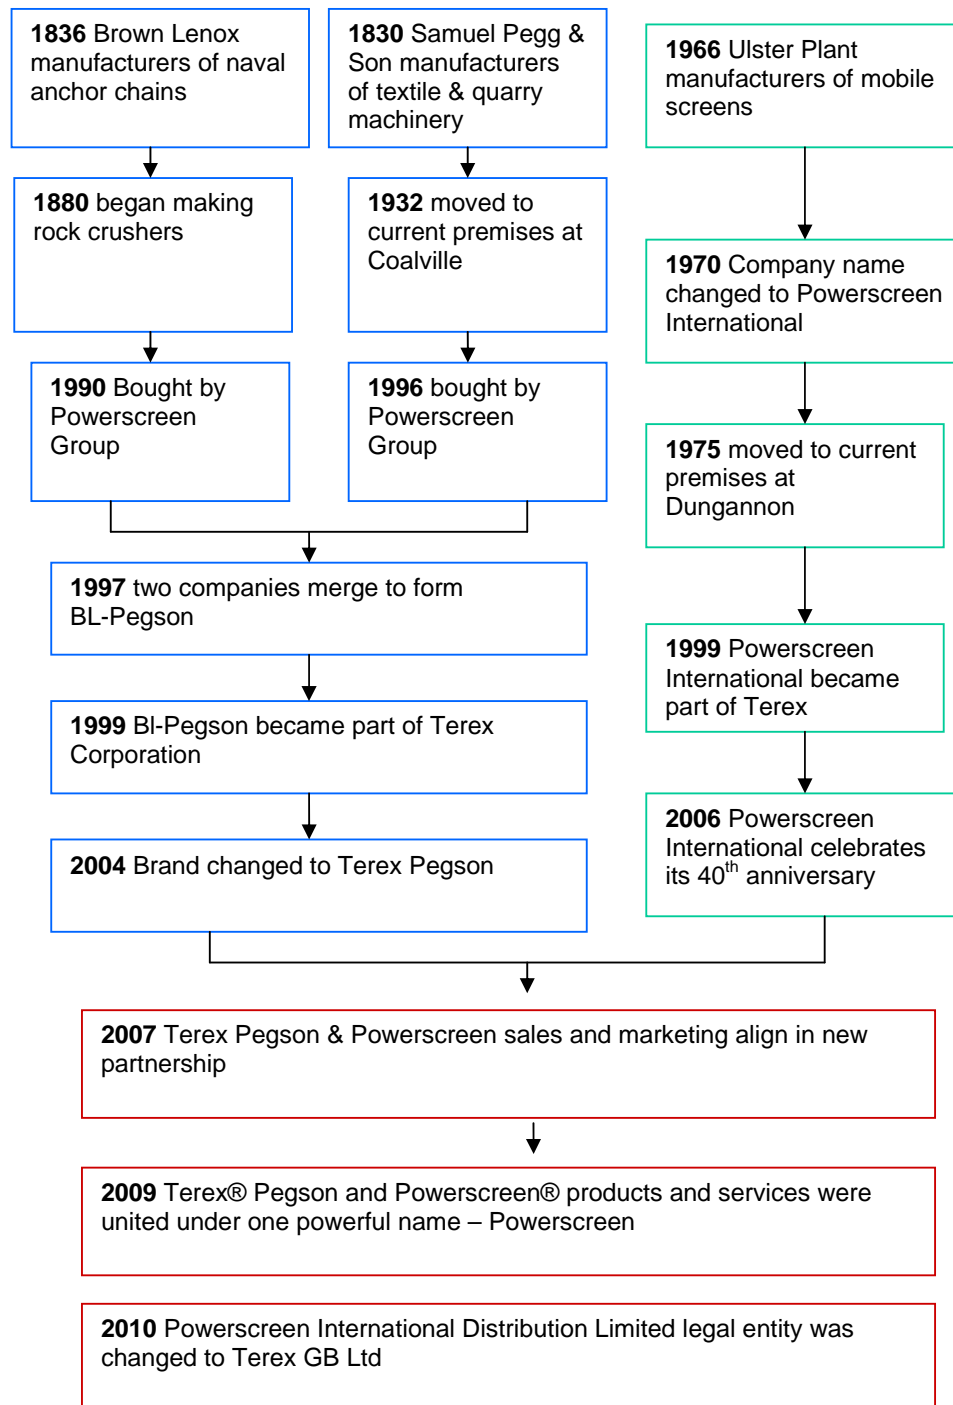 1836 Brown Lenox
manufacturers of naval
anchor chains
1830 Samuel Pegg &
Son manufacturers
of textile & quarry
machinery
1966 Ulster Plant
manufacturers of mobile
screens
1880 began making
rock crushers
1932 moved to
current premises at
Coalville
1970 Company name
changed to Powerscreen
International
1990 Bought by
Powerscreen
Group
1996 bought by
Powerscreen
Group
1975 moved to current
premises at
Dungannon
1997 two companies merge to form
BL-Pegson
1999 Powerscreen
International became
part of Terex
1999 Bl-Pegson became part of Terex
Corporation
2004 Brand changed to Terex Pegson
2006 Powerscreen
International celebrates
its 40th anniversary
2007 Terex Pegson & Powerscreen sales and marketing align in new
partnership
2009 Terex® Pegson and Powerscreen® products and services were
united under one powerful name – Powerscreen
2010 Powerscreen International Distribution Limited legal entity was
changed to Terex GB Ltd